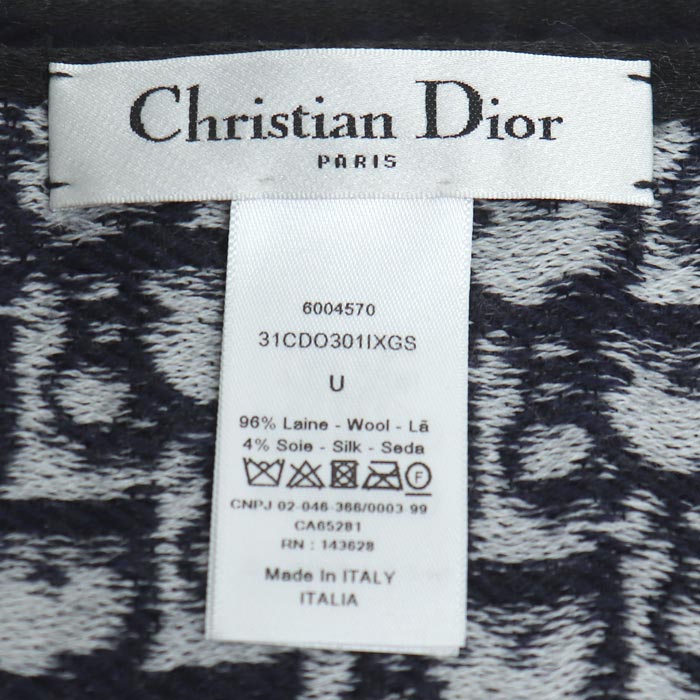 Christian Dior
PARIS
6004570
31CDO301IXGS
U
96% Laine - Wool - Lã
4% Soie - Silk - Seda
F
CNPJ 02-046-366/0003 99
CA65281
RN : 143628
Made In ITALY
ITALIA